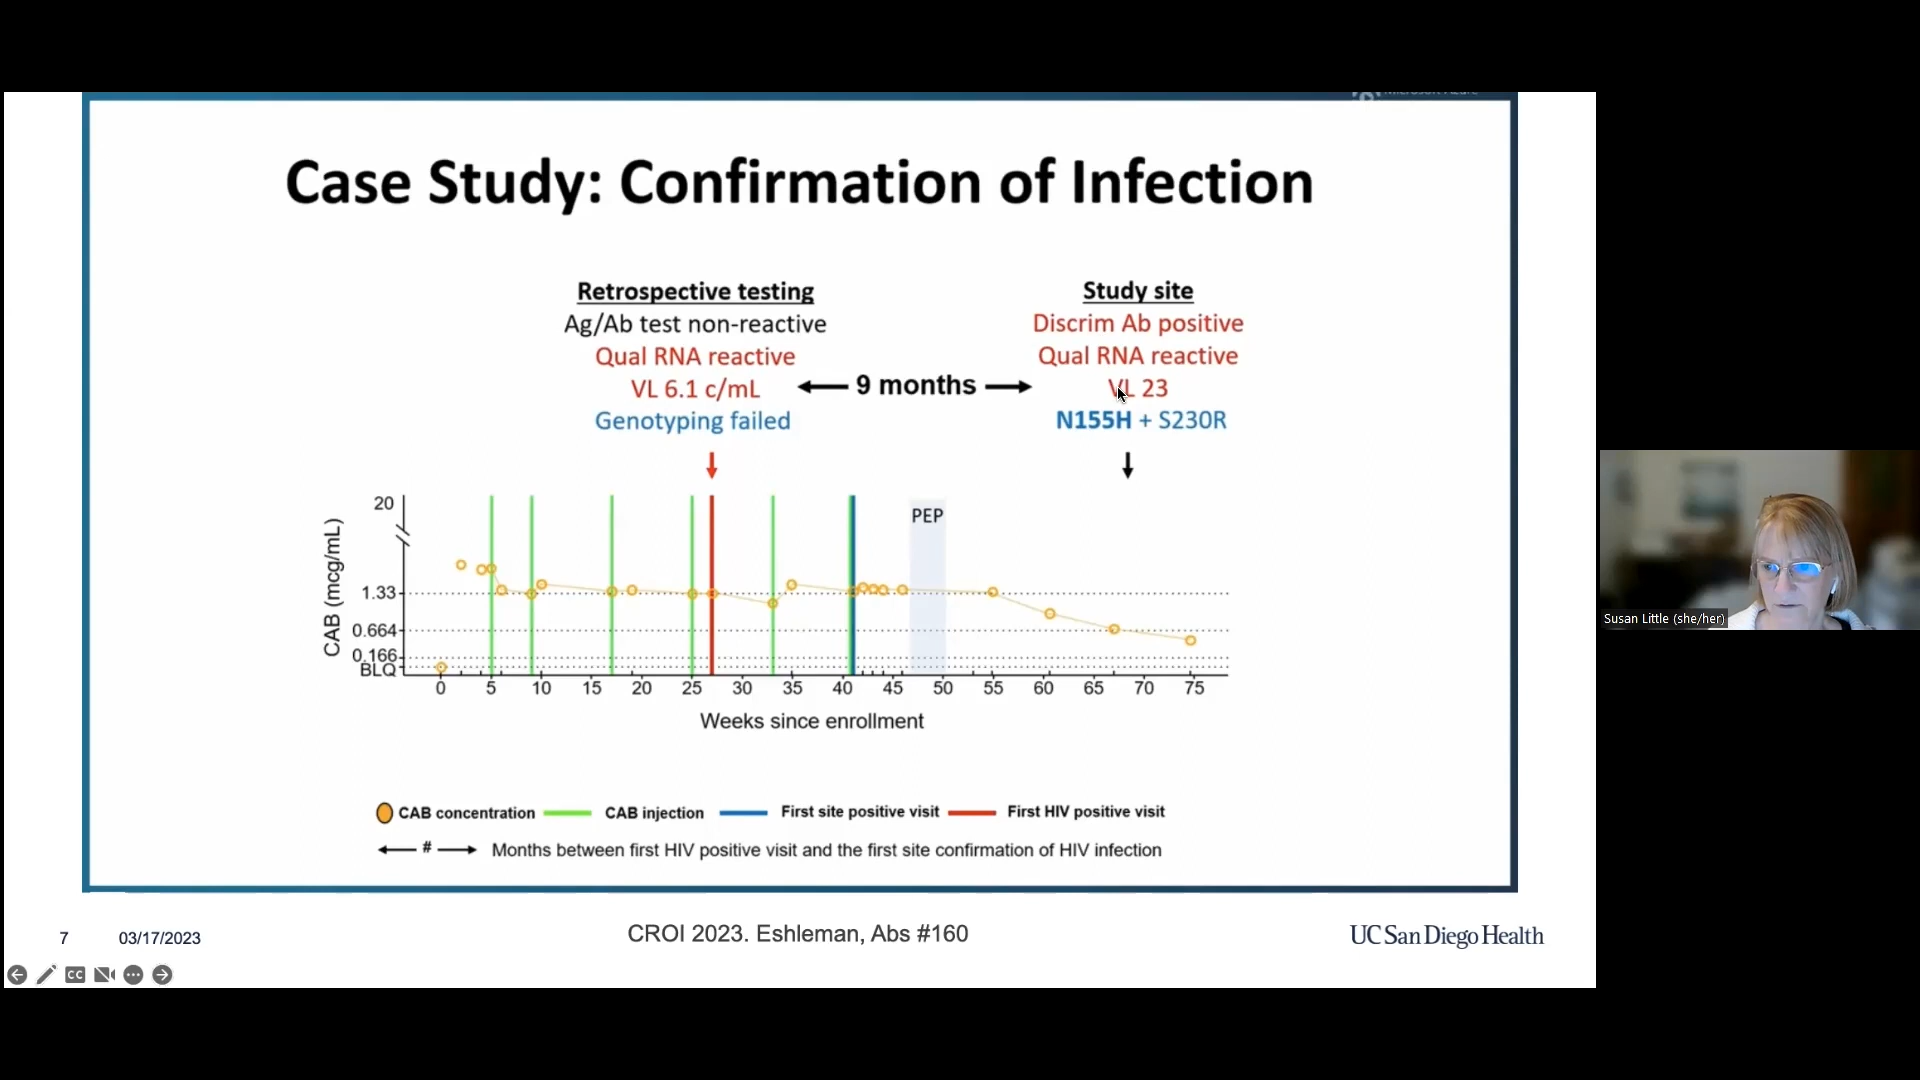 Case Study: Confirmation of Infection
Retrospective testing
Ag/Ab test non-reactive
Qual RNA reactive
VL 6.1 c/mL
Genotyping failed
9 months
Study site
Discrim Ab positive
Qual RNA reactive
VL 23
N155H + S230R
CAB (mcg/mL)
20
1.33
0.664
0.166
BLQ
PEP
0 5 10 15 20 25 30 35 40 45 50 55 60 65 70 75
Weeks since enrollment
CAB concentration CAB injection First site positive visit First HIV positive visit
# Months between first HIV positive visit and the first site confirmation of HIV infection
7 03/17/2023 CROI 2023. Eshleman, Abs #160 UC San Diego Health
CC
Susan Little (she/her)